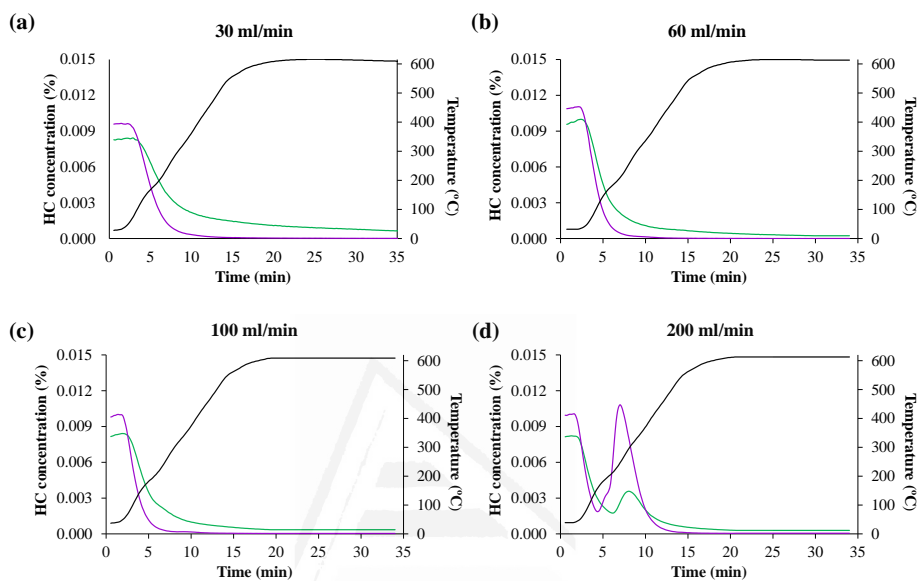 (a)
30 ml/min
HC concentration (%)
0.015
0.012
0.009
0.006
0.003
0.000
600
500
400
300
200
100
0
Temperature (ºC)
0 5 10 15 20 25 30 35
Time (min)
(b)
60 ml/min
HC concentration (%)
0.015
0.012
0.009
0.006
0.003
0.000
600
500
400
300
200
100
0
Temperature (ºC)
0 5 10 15 20 25 30 35
Time (min)
(c)
100 ml/min
HC concentration (%)
0.015
0.012
0.009
0.006
0.003
0.000
600
500
400
300
200
100
0
Temperature (ºC)
0 5 10 15 20 25 30 35
Time (min)
(d)
200 ml/min
HC concentration (%)
0.015
0.012
0.009
0.006
0.003
0.000
600
500
400
300
200
100
0
Temperature (ºC)
0 5 10 15 20 25 30 35
Time (min)